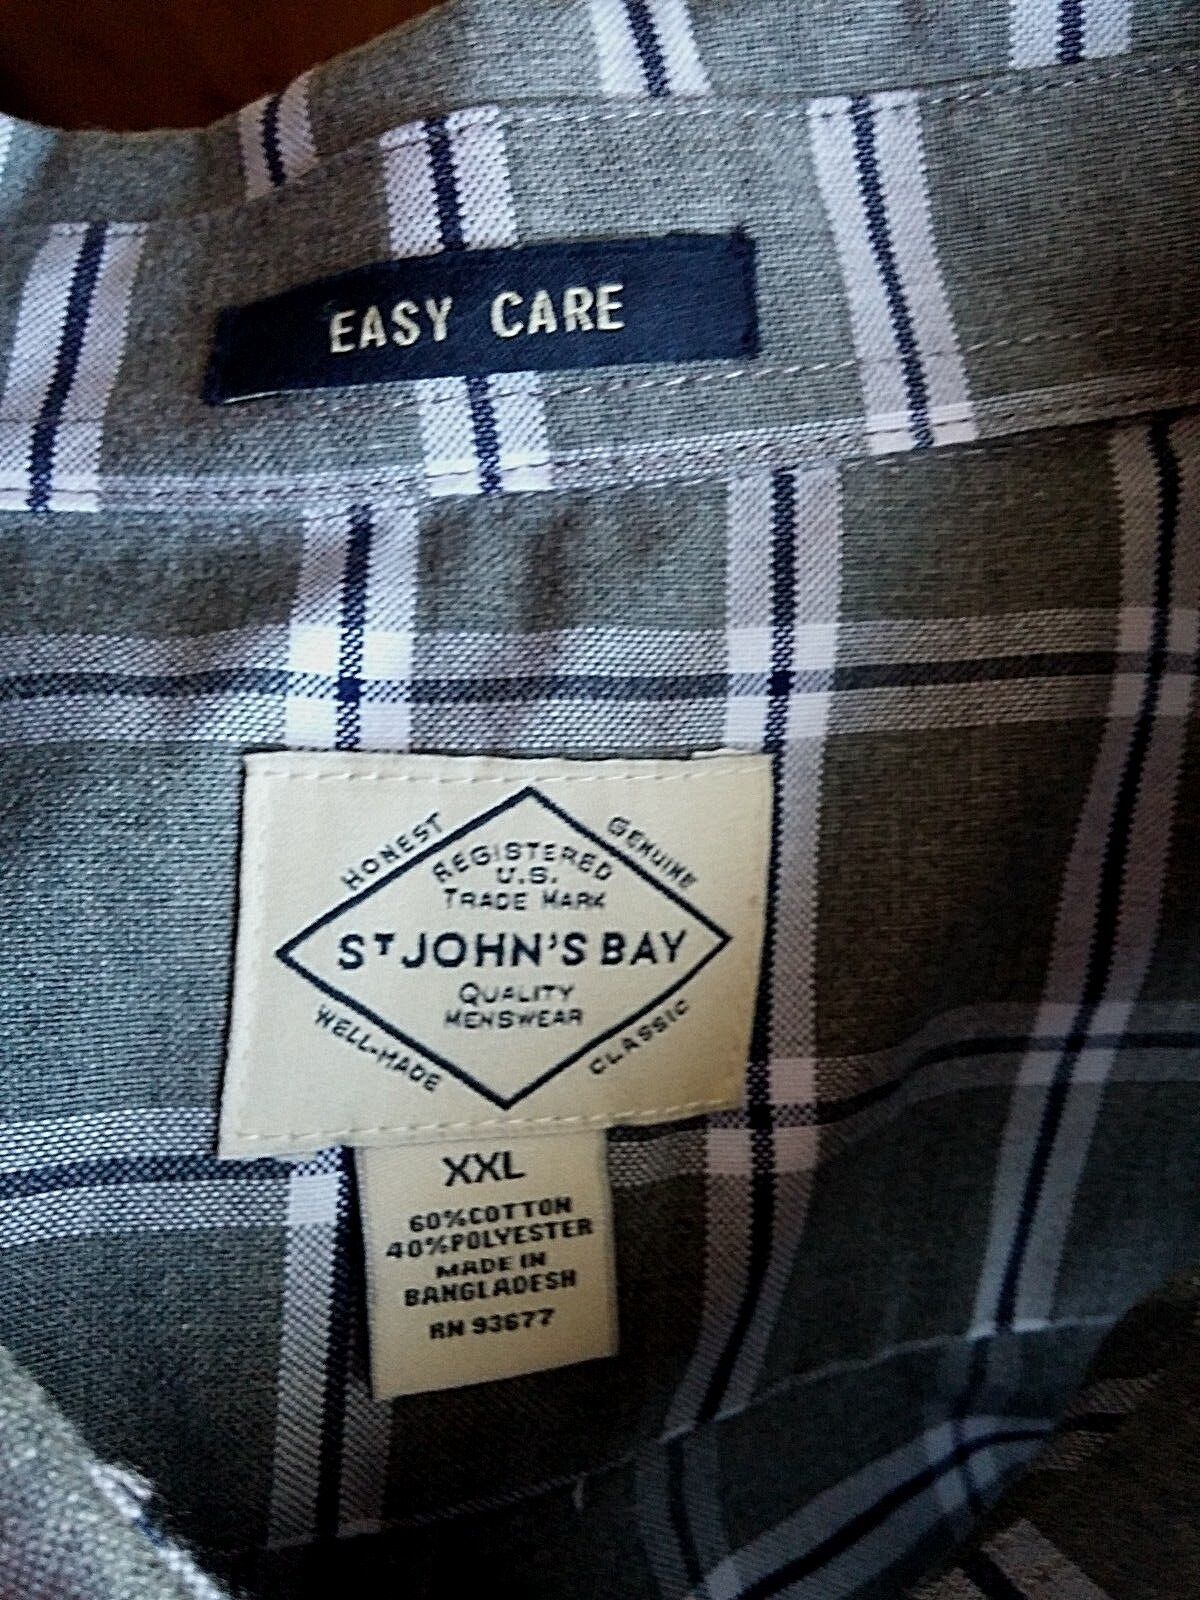 EASY CARE
HONEST
GENUINE
REGISTERED
U.S.
TRADE MARK
ST JOHN'S BAY
QUALITY
MENSWEAR
WELL-MADE
CLASSIC
XXL
60%COTTON
40%POLYESTER
MADE IN
BANGLADESH
RN 93677